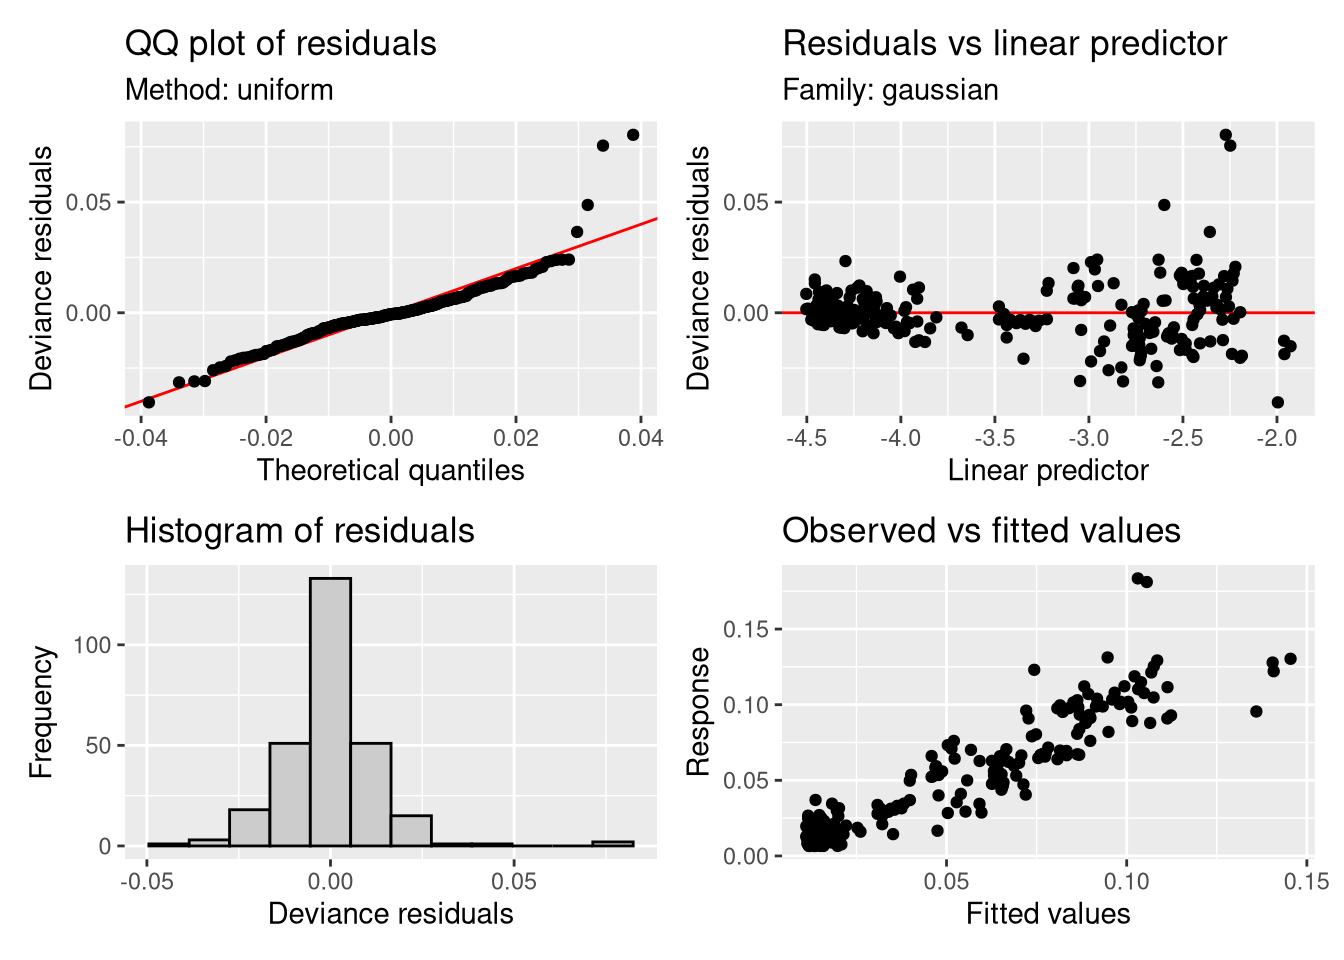 QQ plot of residuals
Method: uniform
Deviance residuals
0.05
0.00
-0.04 -0.02 0.00 0.02 0.04
Theoretical quantiles
Residuals vs linear predictor
Family: gaussian
Deviance residuals
0.05
0.00
-4.5 -4.0 -3.5 -3.0 -2.5 -2.0
Linear predictor
Histogram of residuals
Frequency
100
50
0
-0.05 0.00 0.05
Deviance residuals
Observed vs fitted values
Response
0.15
0.10
0.05
0.00
0.05 0.10 0.15
Fitted values